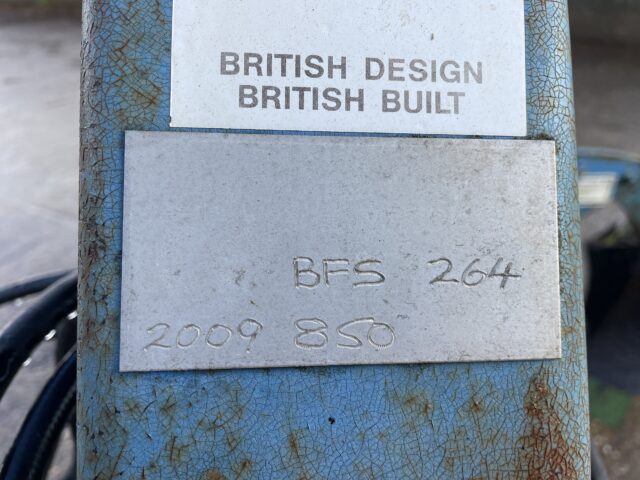 BRITISH DESIGN
BRITISH BUILT
BFS 264
2009 850